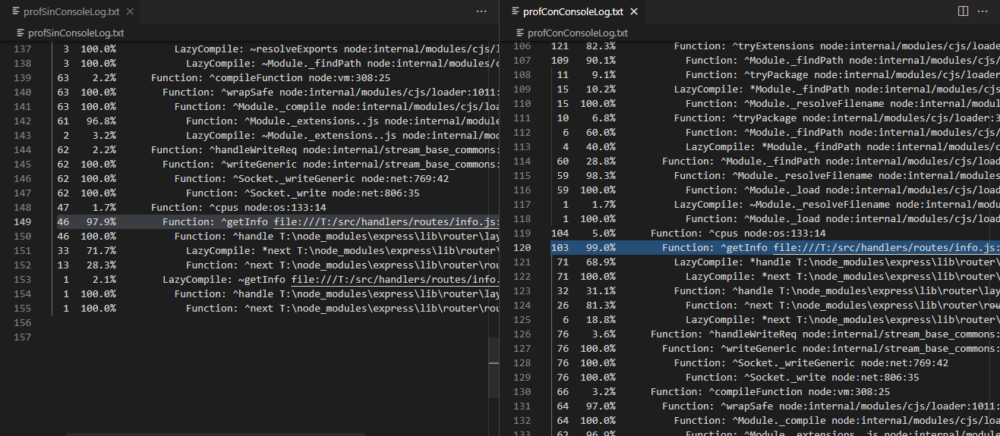 profSinConsoleLog.txt
profSinConsoleLog.txt
137 3 100.0% LazyCompile: ~resolveExports node:internal/modules/cjs/l
138 3 100.0% LazyCompile: ~Module._findPath node:internal/modules/c
139 63 2.2% Function: ^compileFunction node:vm:308:25
140 63 100.0% Function: ^wrapSafe node:internal/modules/cjs/loader:1011:
141 63 100.0% Function: ^Module._compile node:internal/modules/cjs/loa
142 61 96.8% Function: ^Module._extensions..js node:internal/module
143 2 3.2% LazyCompile: ~Module._extensions..js node:internal/mod
144 62 2.2% Function: ^handleWriteReq node:internal/stream_base_commons:
145 62 100.0% Function: ^writeGeneric node:internal/stream_base_commons:
146 62 100.0% Function: ^Socket._writeGeneric node:net:769:42
147 62 100.0% Function: ^Socket._write node:net:806:35
148 47 1.7% Function: ^cpus node:os:133:14
149 46 97.9% Function: ^getInfo file:///T:/src/handlers/routes/info.js:
150 46 100.0% Function: ^handle T:\node_modules\express\lib\router\lay
151 33 71.7% LazyCompile: *next T:\node_modules\express\lib\router\
152 13 28.3% Function: ^next T:\node_modules\express\lib\router\rou
153 1 2.1% LazyCompile: ~getInfo file:///T:/src/handlers/routes/info.
154 1 100.0% Function: ^handle T:\node_modules\express\lib\router\lay
155 1 100.0% Function: ^next T:\node_modules\express\lib\router\rou
156
157
profConConsoleLog.txt
profConConsoleLog.txt
106 121 82.3% Function: ^tryExtensions node:internal/modules/cjs/loade
107 109 90.1% Function: ^Module._findPath node:internal/modules/cjs/
108 11 9.1% Function: ^tryPackage node:internal/modules/cjs/loader
109 15 10.2% LazyCompile: *Module._findPath node:internal/modules/cjs
110 15 100.0% Function: ^Module._resolveFilename node:internal/modul
111 10 6.8% Function: ^tryPackage node:internal/modules/cjs/loader:3
112 6 60.0% Function: ^Module._findPath node:internal/modules/cjs/
113 4 40.0% LazyCompile: *Module._findPath node:internal/modules/c
114 60 28.8% Function: ^Module._findPath node:internal/modules/cjs/load
115 59 98.3% Function: ^Module._resolveFilename node:internal/modules
116 59 100.0% Function: ^Module._load node:internal/modules/cjs/load
117 1 1.7% LazyCompile: ~Module._resolveFilename node:internal/modu
118 1 100.0% Function: ^Module._load node:internal/modules/cjs/load
119 104 5.0% Function: ^cpus node:os:133:14
120 103 99.0% Function: ^getInfo file:///T:/src/handlers/routes/info.js:
121 71 68.9% LazyCompile: *handle T:\node_modules\express\lib\router\
122 71 100.0% LazyCompile: *next T:\node_modules\express\lib\router\
123 32 31.1% Function: ^handle T:\node_modules\express\lib\router\lay
124 26 81.3% Function: ^next T:\node_modules\express\lib\router\rou
125 6 18.8% LazyCompile: *next T:\node_modules\express\lib\router\
126 76 3.6% Function: ^handleWriteReq node:internal/stream_base_commons:
127 76 100.0% Function: ^writeGeneric node:internal/stream_base_commons:
128 76 100.0% Function: ^Socket._writeGeneric node:net:769:42
129 76 100.0% Function: ^Socket._write node:net:806:35
130 66 3.2% Function: ^compileFunction node:vm:308:25
131 64 97.0% Function: ^wrapSafe node:internal/modules/cjs/loader:1011:
132 64 100.0% Function: ^Module._compile node:internal/modules/cjs/loa
133 62 96.9% Function: ^Module._extensions..js node:internal/module